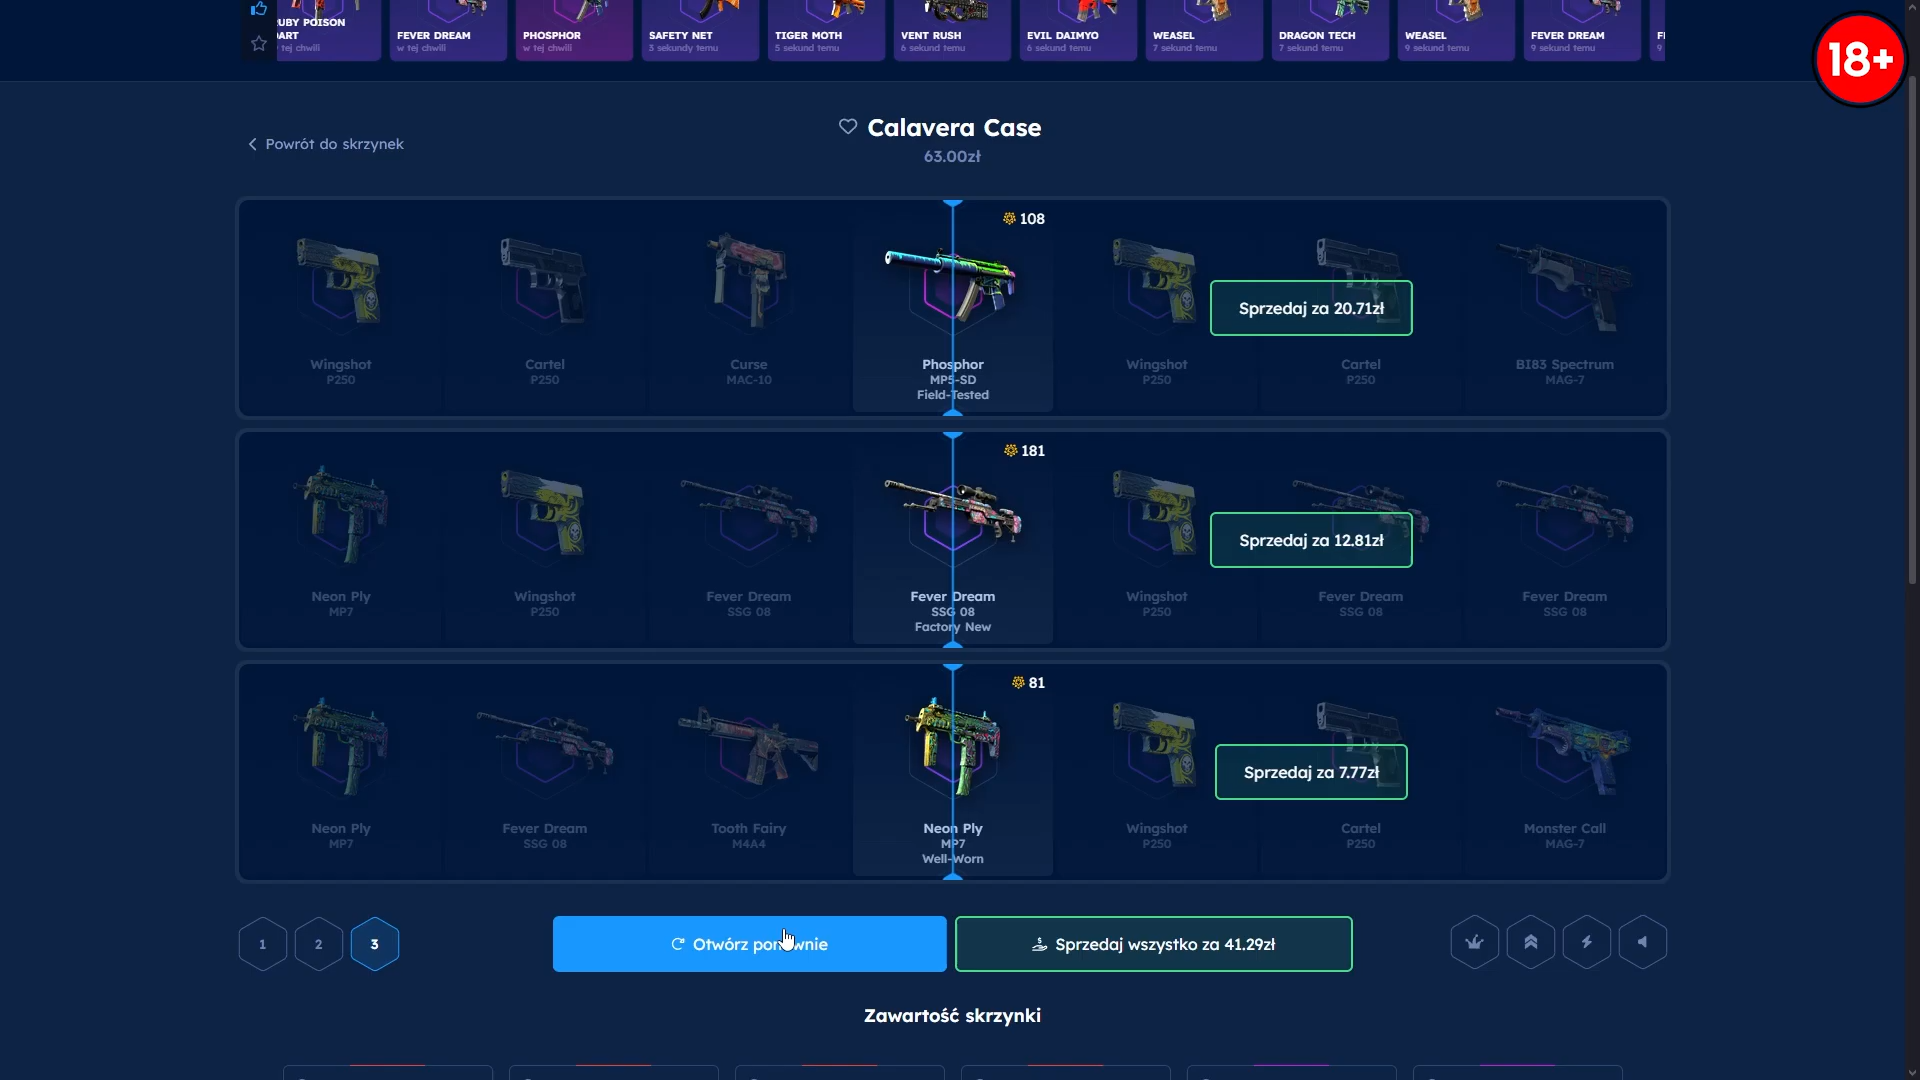 RUBY POISON DART
tej chwili
FEVER DREAM
w tej chwili
PHOSPHOR
w tej chwili
SAFETY NET
3 sekundy temu
TIGER MOTH
5 sekund temu
VENT RUSH
6 sekund temu
EVIL DAIMYO
6 sekund temu
WEASEL
7 sekund temu
DRAGON TECH
7 sekund temu
WEASEL
9 sekund temu
FEVER DREAM
9 sekund temu
18+
Powrót do skrzynek
Calavera Case
63.00zł
108
Sprzedaj za 20.71zł
Wingshot
P250
Cartel
P250
Curse
MAC-10
Phosphor
MP5-SD
Field-Tested
Wingshot
P250
Cartel
P250
BI83 Spectrum
MAG-7
181
Sprzedaj za 12.81zł
Neon Ply
MP7
Wingshot
P250
Fever Dream
SSG 08
Fever Dream
SSG 08
Factory New
Wingshot
P250
Fever Dream
SSG 08
Fever Dream
SSG 08
81
Sprzedaj za 7.77zł
Neon Ply
MP7
Fever Dream
SSG 08
Tooth Fairy
M4A4
Neon Ply
MP7
Well-Worn
Wingshot
P250
Cartel
P250
Monster Call
MAG-7
1 2 3
Otwórz ponownie
Sprzedaj wszystko za 41.29zł
Zawartość skrzynki